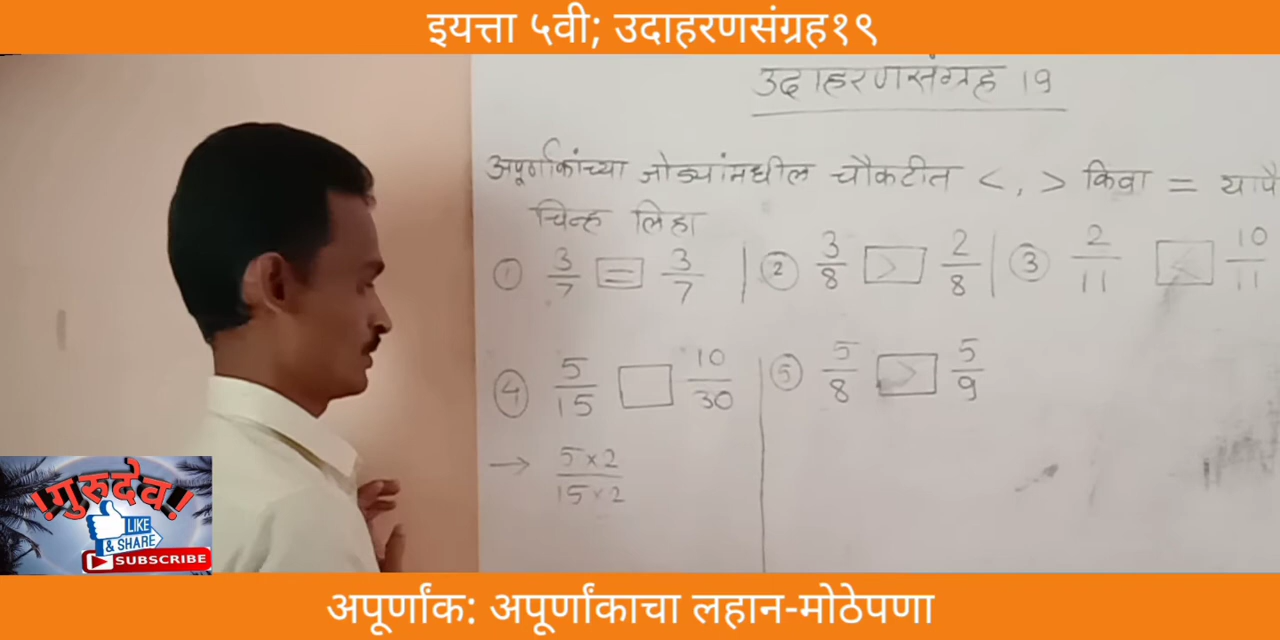 इयत्ता ५वी; उदाहरणसंग्रह१९
उदाहरणसंग्रह 19
अपूर्णांकांच्या जोड्यांमधील चौकटीत <, > किंवा = यापै
चिन्ह लिहा
① 3/7 = 3/7 ② 3/8 > 2/8 ③ 2/11 < 10/11
④ 5/15 □ 10/30 ⑤ 5/8 > 5/9
→ 5×2/15×2
!गुरुदेव!
LIKE
& SHARE
SUBSCRIBE
अपूर्णांक: अपूर्णांकाचा लहान-मोठेपणा